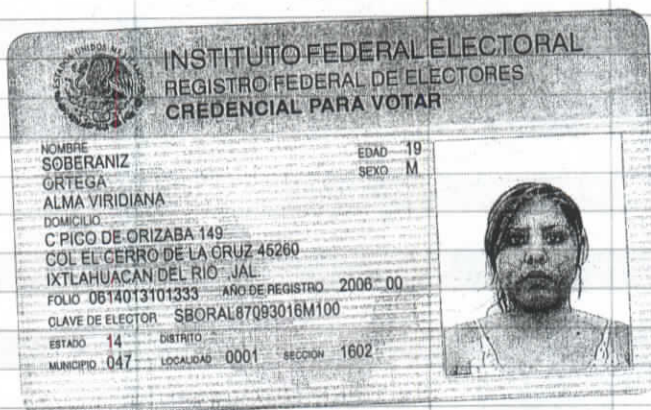 INSTITUTO FEDERAL ELECTORAL
REGISTRO FEDERAL DE ELECTORES
CREDENCIAL PARA VOTAR
NOMBRE
SOBERANIZ
ORTEGA
ALMA VIRIDIANA
EDAD 19
SEXO M
DOMICILIO
C PICO DE ORIZABA 149
COL EL CERRO DE LA CRUZ 45260
IXTLAHUACAN DEL RIO ,JAL.
FOLIO 0614013101333 AÑO DE REGISTRO 2006 00
CLAVE DE ELECTOR SBORAL87093016M100
ESTADO 14 DISTRITO
MUNICIPIO 047 LOCALIDAD 0001 SECCION 1602